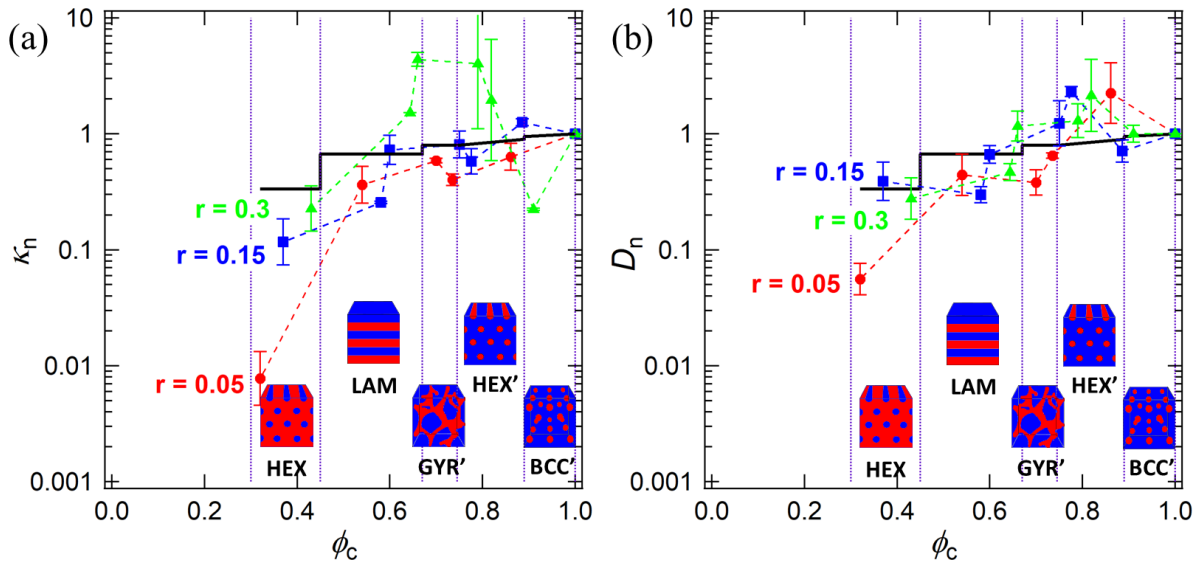 (a)
κn
10
1
0.1
0.01
0.001
r = 0.3
r = 0.15
r = 0.05
HEX
LAM
GYR’
HEX’
BCC’
0.0 0.2 0.4 0.6 0.8 1.0
ϕc
(b)
Dn
10
1
0.1
0.01
0.001
r = 0.15
r = 0.3
r = 0.05
HEX
LAM
GYR’
HEX’
BCC’
0.0 0.2 0.4 0.6 0.8 1.0
ϕc